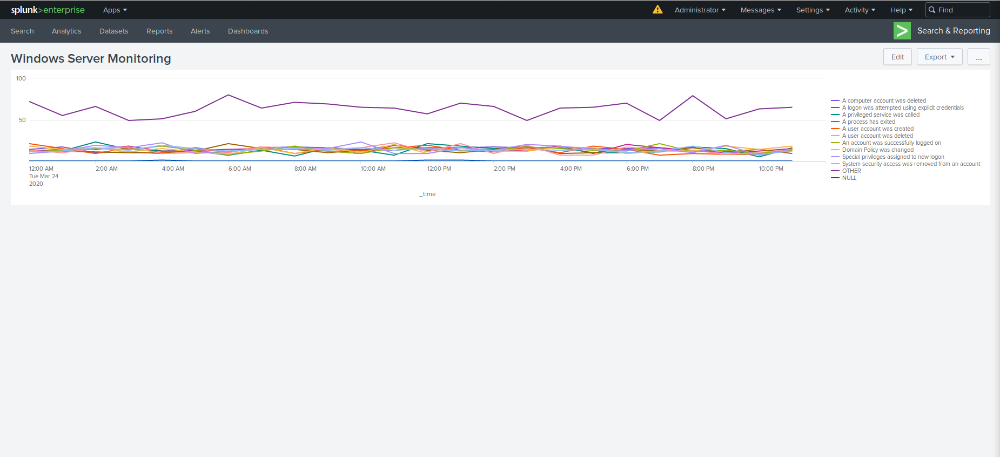 splunk>enterprise Apps Administrator Messages Settings Activity Help Find
Search Analytics Datasets Reports Alerts Dashboards Search & Reporting
Windows Server Monitoring
Edit Export ...
100
50
12:00 AM 2:00 AM 4:00 AM 6:00 AM 8:00 AM 10:00 AM 12:00 PM 2:00 PM 4:00 PM 6:00 PM 8:00 PM 10:00 PM
Tue Mar 24
2020
_time
A computer account was deleted
A logon was attempted using explicit credentials
A privileged service was called
A process has exited
A user account was created
A user account was deleted
An account was successfully logged on
Domain Policy was changed
Special privileges assigned to new logon
System security access was removed from an account
OTHER
NULL